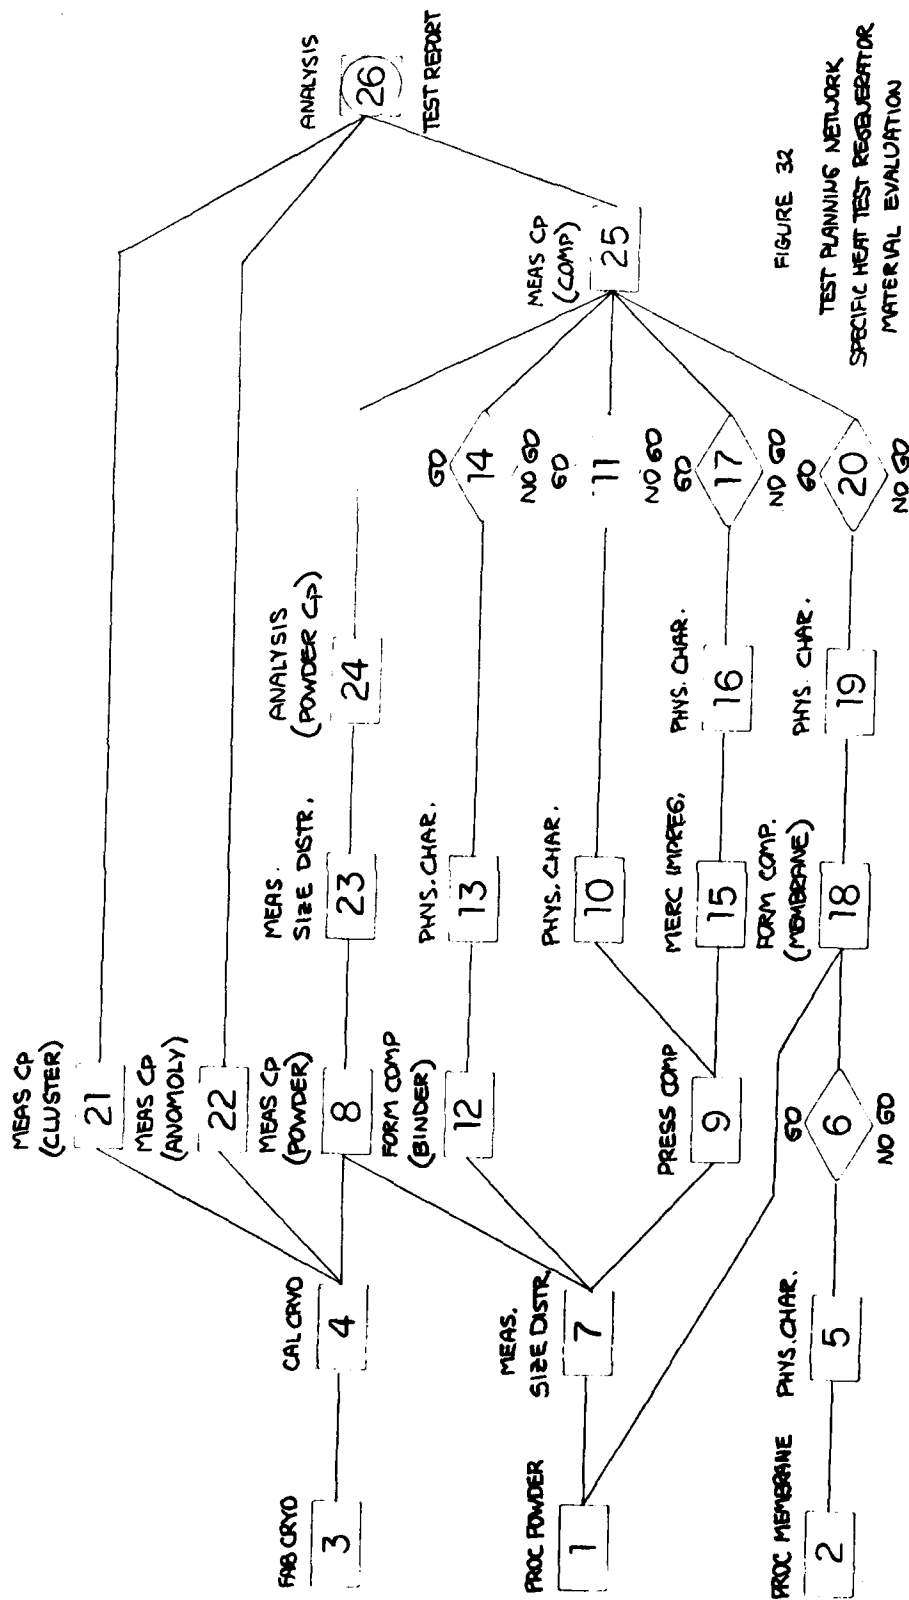 ANALYSIS
26
TEST REPORT
MEAS CP
(CLUSTER)
21
MEAS CP
(ANOMOLY)
22
FAB CRYO
3
CAL CRYO
4
MEAS CP
(POWDER)
8
MEAS.
SIZE DISTR.
23
ANALYSIS
(POWDER CP)
24
FORM COMP
(BINDER)
12
PHYS. CHAR.
13
GO
14
NO GO
MEAS CP
(COMP)
25
PROC POWDER
1
MEAS.
SIZE DISTR.
7
PHYS. CHAR.
10
GO
11
NO GO
PRESS COMP
9
MERC IMPREG.
15
PHYS. CHAR.
16
GO
17
NO GO
PROC MEMBRANE
2
PHYS. CHAR.
5
GO
6
NO GO
FORM COMP.
(MEMBRANE)
18
PHYS. CHAR.
19
GO
20
NO GO
FIGURE 32
TEST PLANNING NETWORK
SPECIFIC HEAT TEST REGENERATOR
MATERIAL EVALUATION